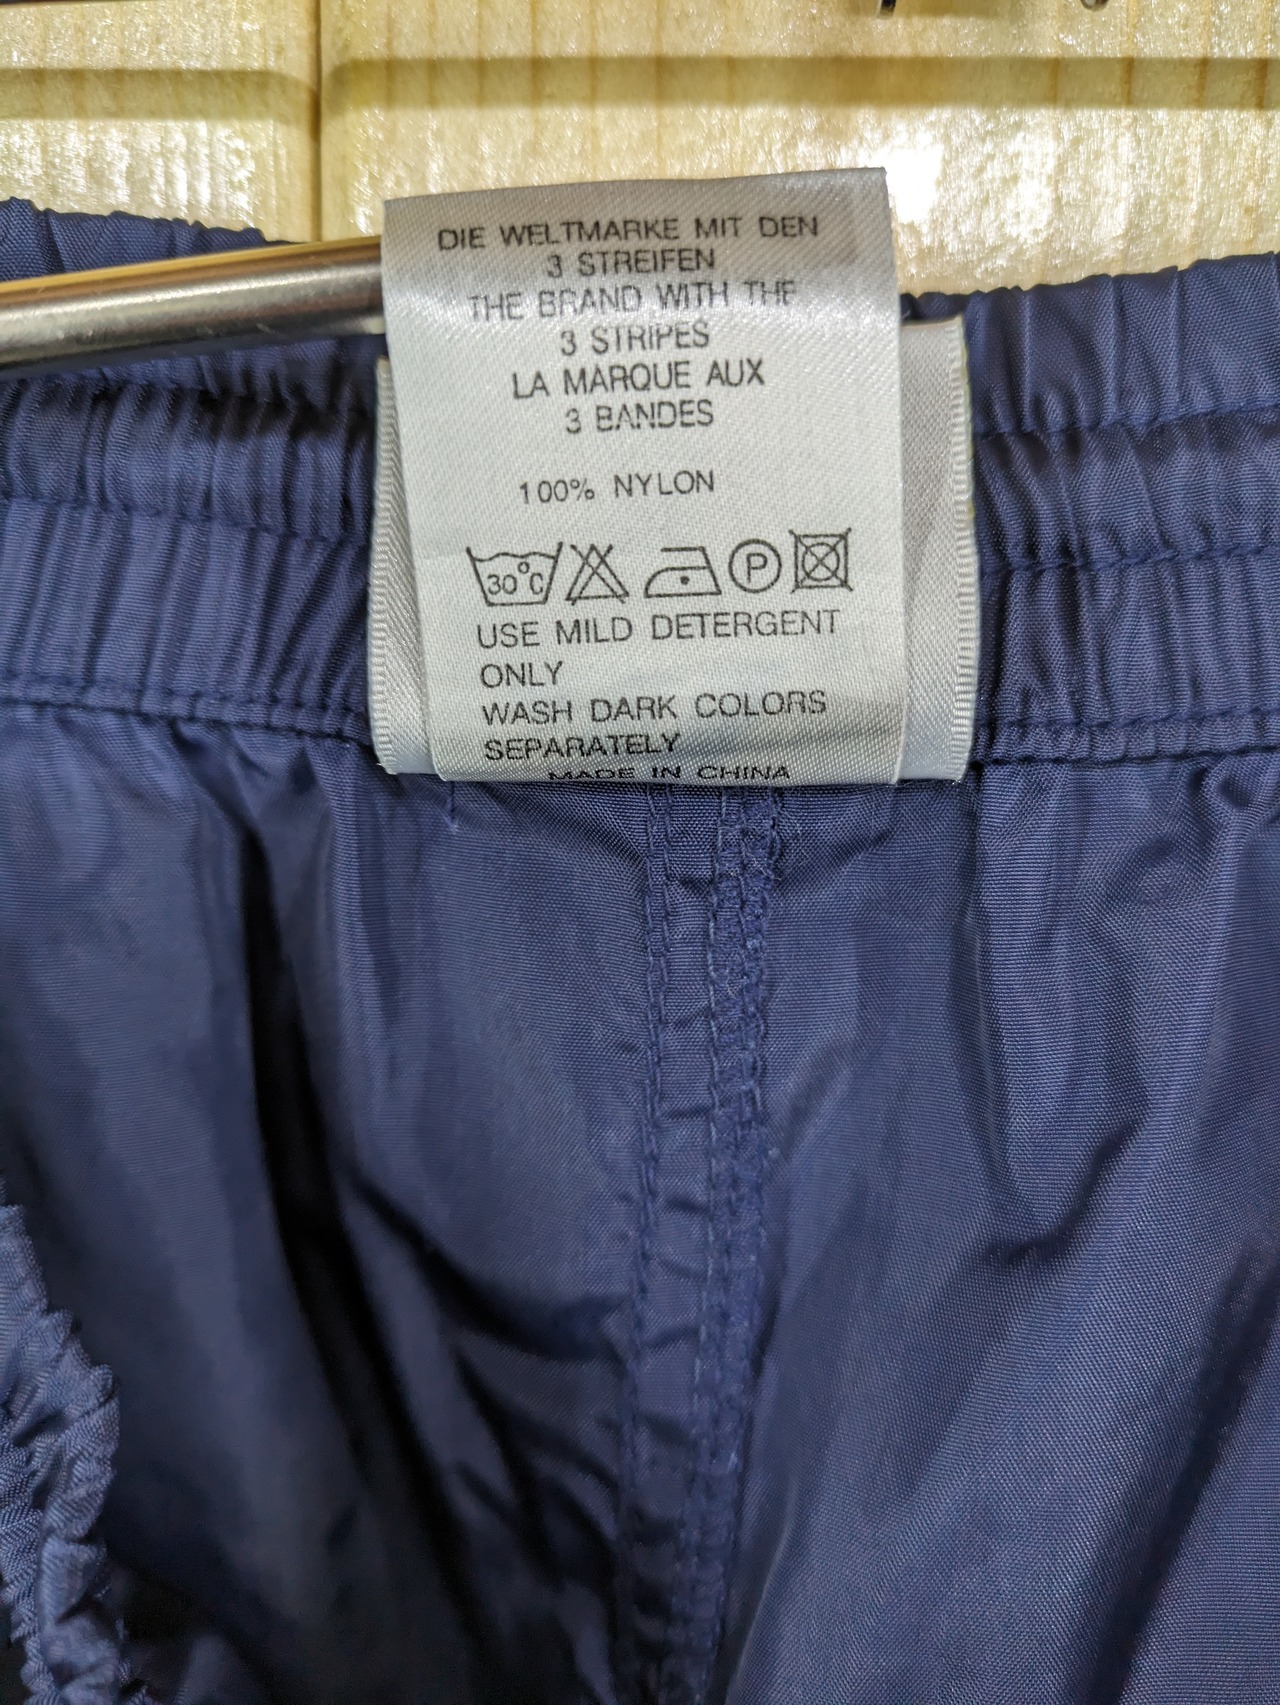 DIE WELTMARKE MIT DEN
3 STREIFEN
THE BRAND WITH THE
3 STRIPES
LA MARQUE AUX
3 BANDES
100% NYLON
30°C P
USE MILD DETERGENT
ONLY
WASH DARK COLORS
SEPARATELY
MADE IN CHINA